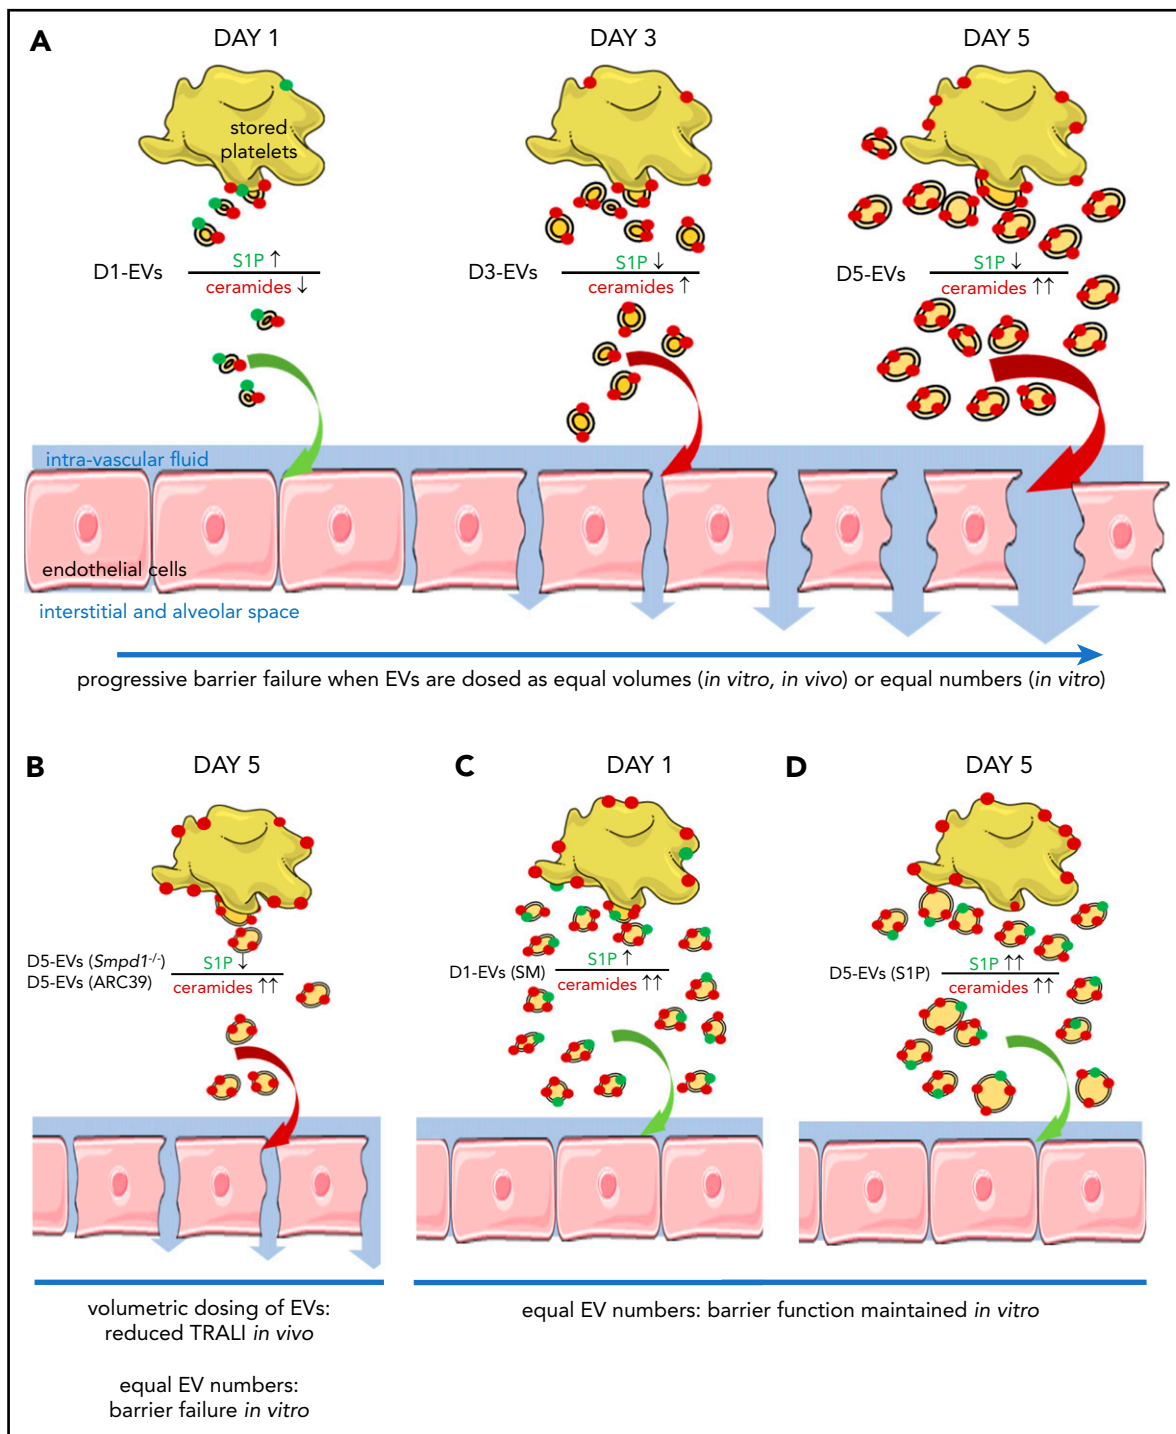 A
DAY 1
DAY 3
DAY 5
stored
platelets
D1-EVs
S1P ↑
ceramides ↓
D3-EVs
S1P ↓
ceramides ↑
D5-EVs
S1P ↓
ceramides ↑↑
intra-vascular fluid
endothelial cells
interstitial and alveolar space
progressive barrier failure when EVs are dosed as equal volumes (in vitro, in vivo) or equal numbers (in vitro)
B
DAY 5
D5-EVs (Smpd1-/-)
D5-EVs (ARC39)
S1P ↓
ceramides ↑↑
volumetric dosing of EVs:
reduced TRALI in vivo
equal EV numbers:
barrier failure in vitro
C
DAY 1
D1-EVs (SM)
S1P ↑
ceramides ↑↑
D
DAY 5
D5-EVs (S1P)
S1P ↑↑
ceramides ↑↑
equal EV numbers: barrier function maintained in vitro